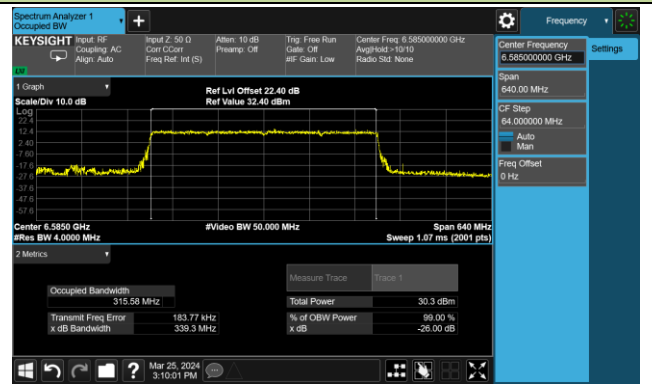 Spectrum Analyzer 1
Occupied BW
Frequency
KEYSIGHT
Input: RF
Coupling: AC
Align: Auto
Input Z: 50 Ω
Corr CCorr
Freq Ref: Int (S)
Atten: 10 dB
Preamp: Off
Trig: Free Run
Gate: Off
#IF Gain: Low
Center Freq: 6.585000000 GHz
Avg|Hold:>10/10
Radio Std: None
Center Frequency
6.585000000 GHz
Settings
Span
640.00 MHz
CF Step
64.000000 MHz
Auto
Man
Freq Offset
0 Hz
1 Graph
Scale/Div 10.0 dB
Ref Lvl Offset 22.40 dB
Ref Value 32.40 dBm
Log
22.4
12.4
2.40
-7.60
-17.6
-27.6
-37.6
-47.6
-57.6
Center 6.5850 GHz
#Video BW 50.000 MHz
Span 640 MHz
#Res BW 4.0000 MHz
Sweep 1.07 ms (2001 pts)
2 Metrics
Measure Trace
Trace 1
Occupied Bandwidth
315.58 MHz
Total Power
30.3 dBm
Transmit Freq Error
183.77 kHz
% of OBW Power
99.00 %
x dB Bandwidth
339.3 MHz
x dB
-26.00 dB
Mar 25, 2024
3:10:01 PM